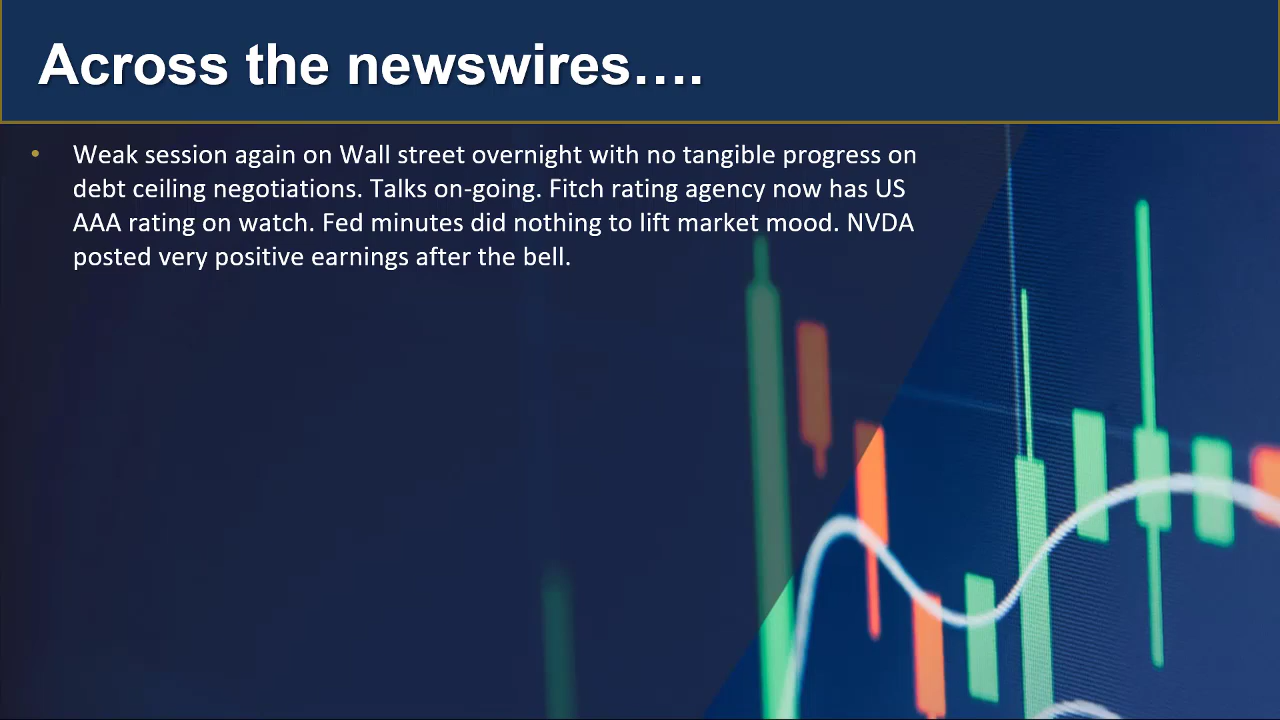 Across the newswires….
• Weak session again on Wall street overnight with no tangible progress on
debt ceiling negotiations. Talks on-going. Fitch rating agency now has US
AAA rating on watch. Fed minutes did nothing to lift market mood. NVDA
posted very positive earnings after the bell.